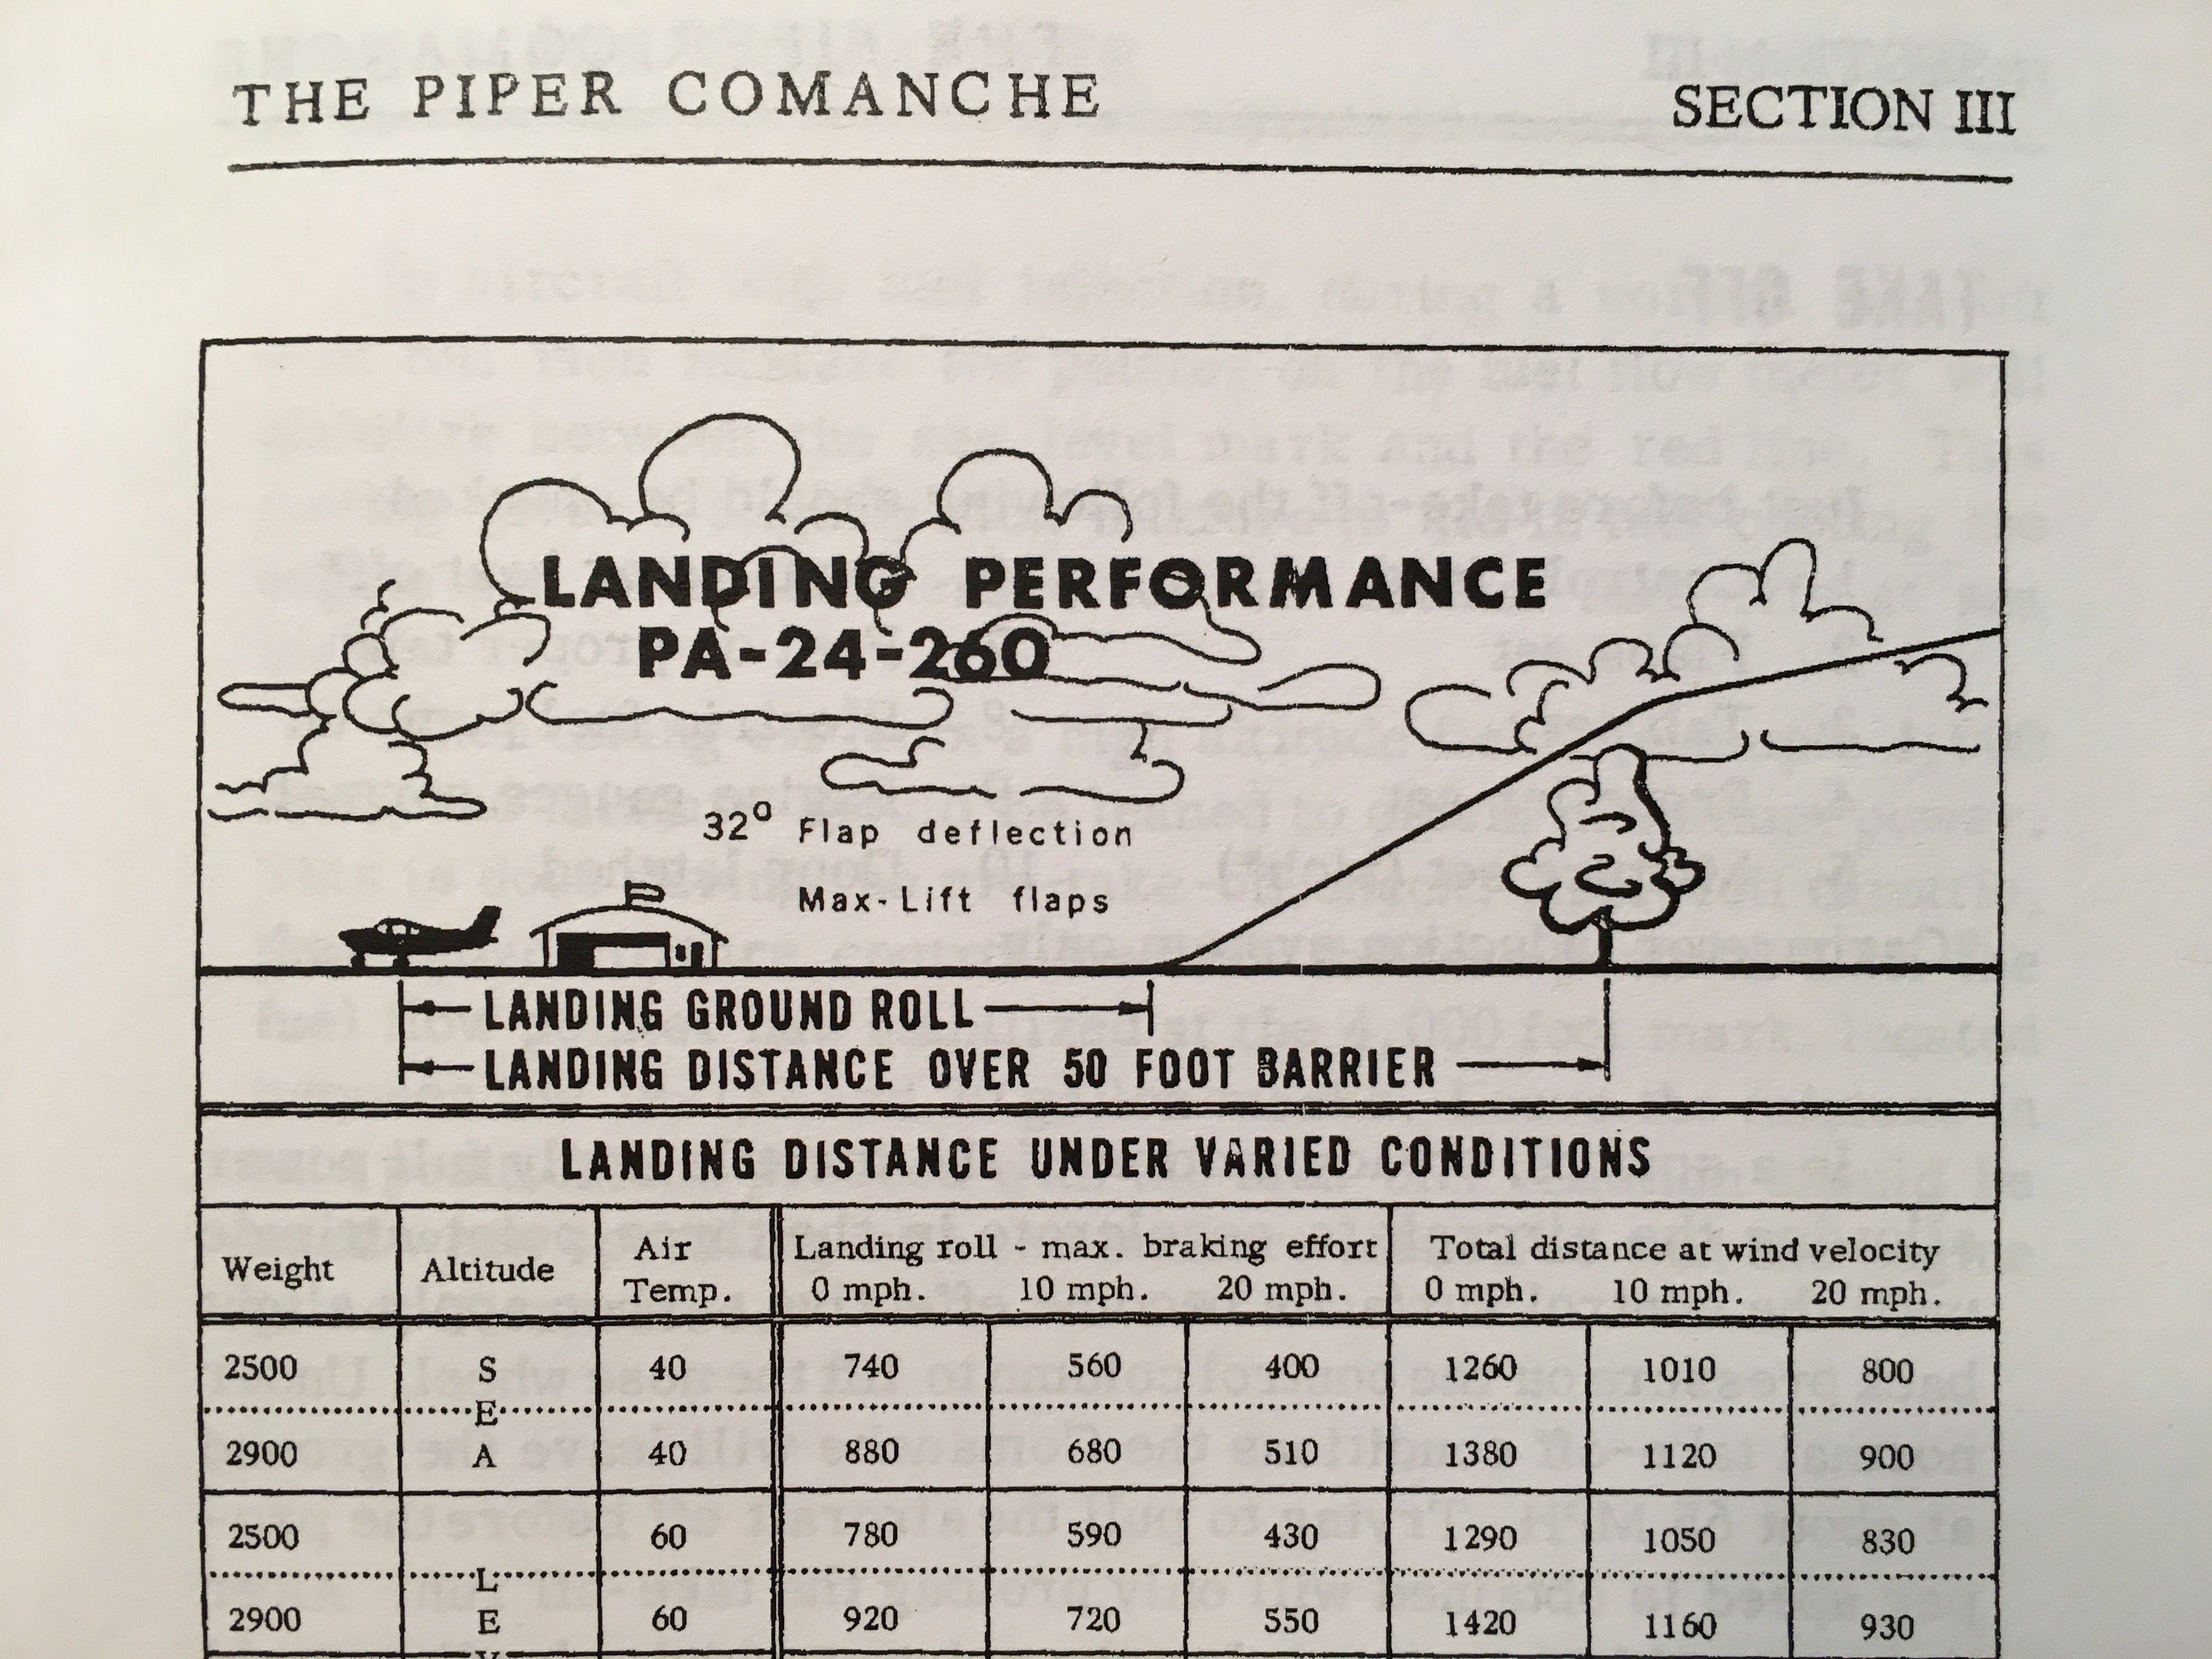 THE PIPER COMANCHE SECTION III
LANDING PERFORMANCE
PA-24-260
32° Flap deflection
Max-Lift flaps
LANDING GROUND ROLL
LANDING DISTANCE OVER 50 FOOT BARRIER
LANDING DISTANCE UNDER VARIED CONDITIONS
Weight Altitude Air Temp. Landing roll - max. braking effort Total distance at wind velocity
0 mph. 10 mph. 20 mph. 0 mph. 10 mph. 20 mph.
2500 S 40 740 560 400 1260 1010 800
E
2900 A 40 880 680 510 1380 1120 900
2500 60 780 590 430 1290 1050 830
L
2900 E 60 920 720 550 1420 1160 930